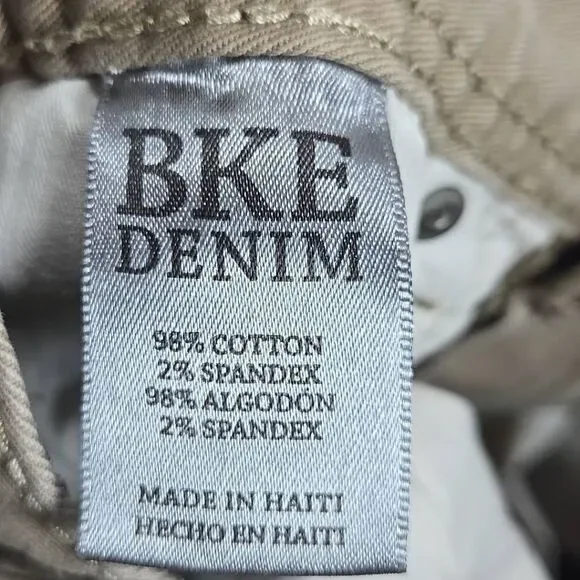 BKE
DENIM
98% COTTON
2% SPANDEX
98% ALGODON
2% SPANDEX
MADE IN HAITI
HECHO EN HAITI